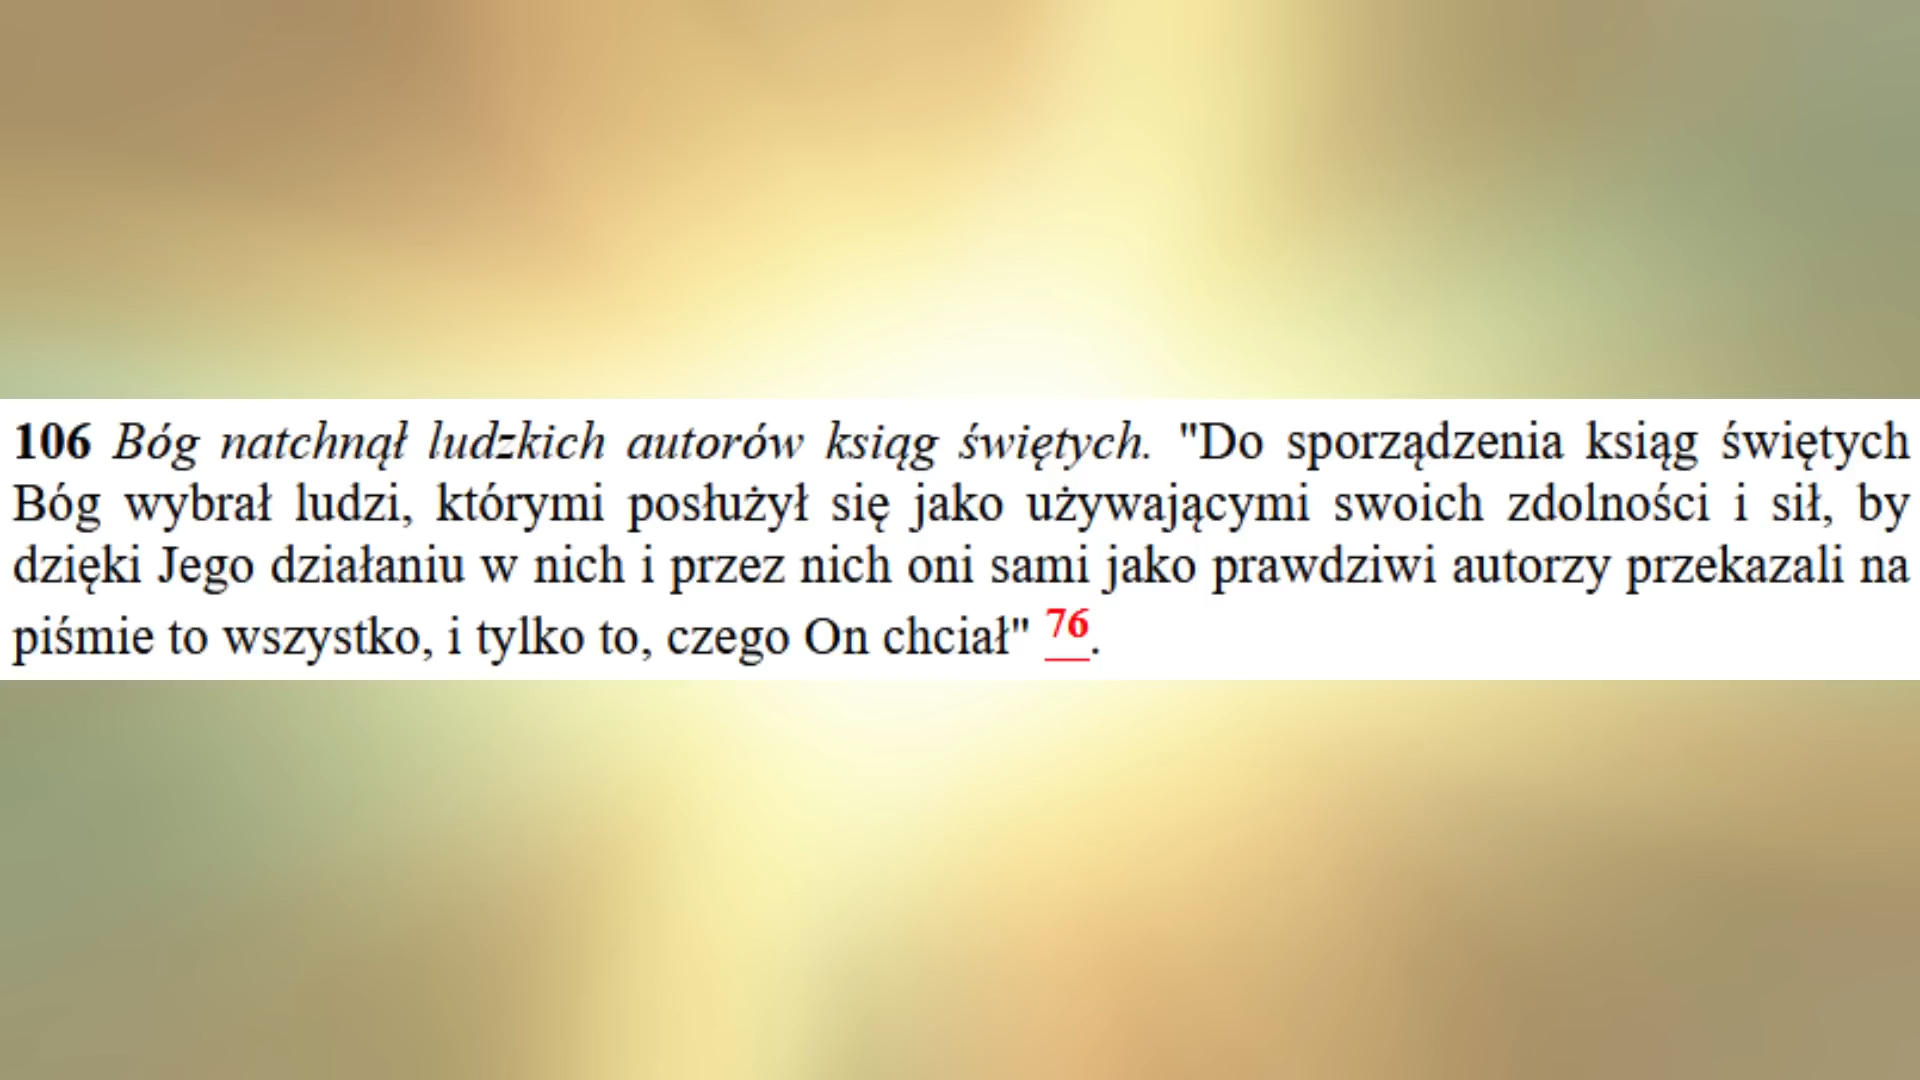 106 Bóg natchnął ludzkich autorów ksiąg świętych. "Do sporządzenia ksiąg świętych
Bóg wybrał ludzi, którymi posłużył się jako używającymi swoich zdolności i sił, by
dzięki Jego działaniu w nich i przez nich oni sami jako prawdziwi autorzy przekazali na
piśmie to wszystko, i tylko to, czego On chciał" 76.